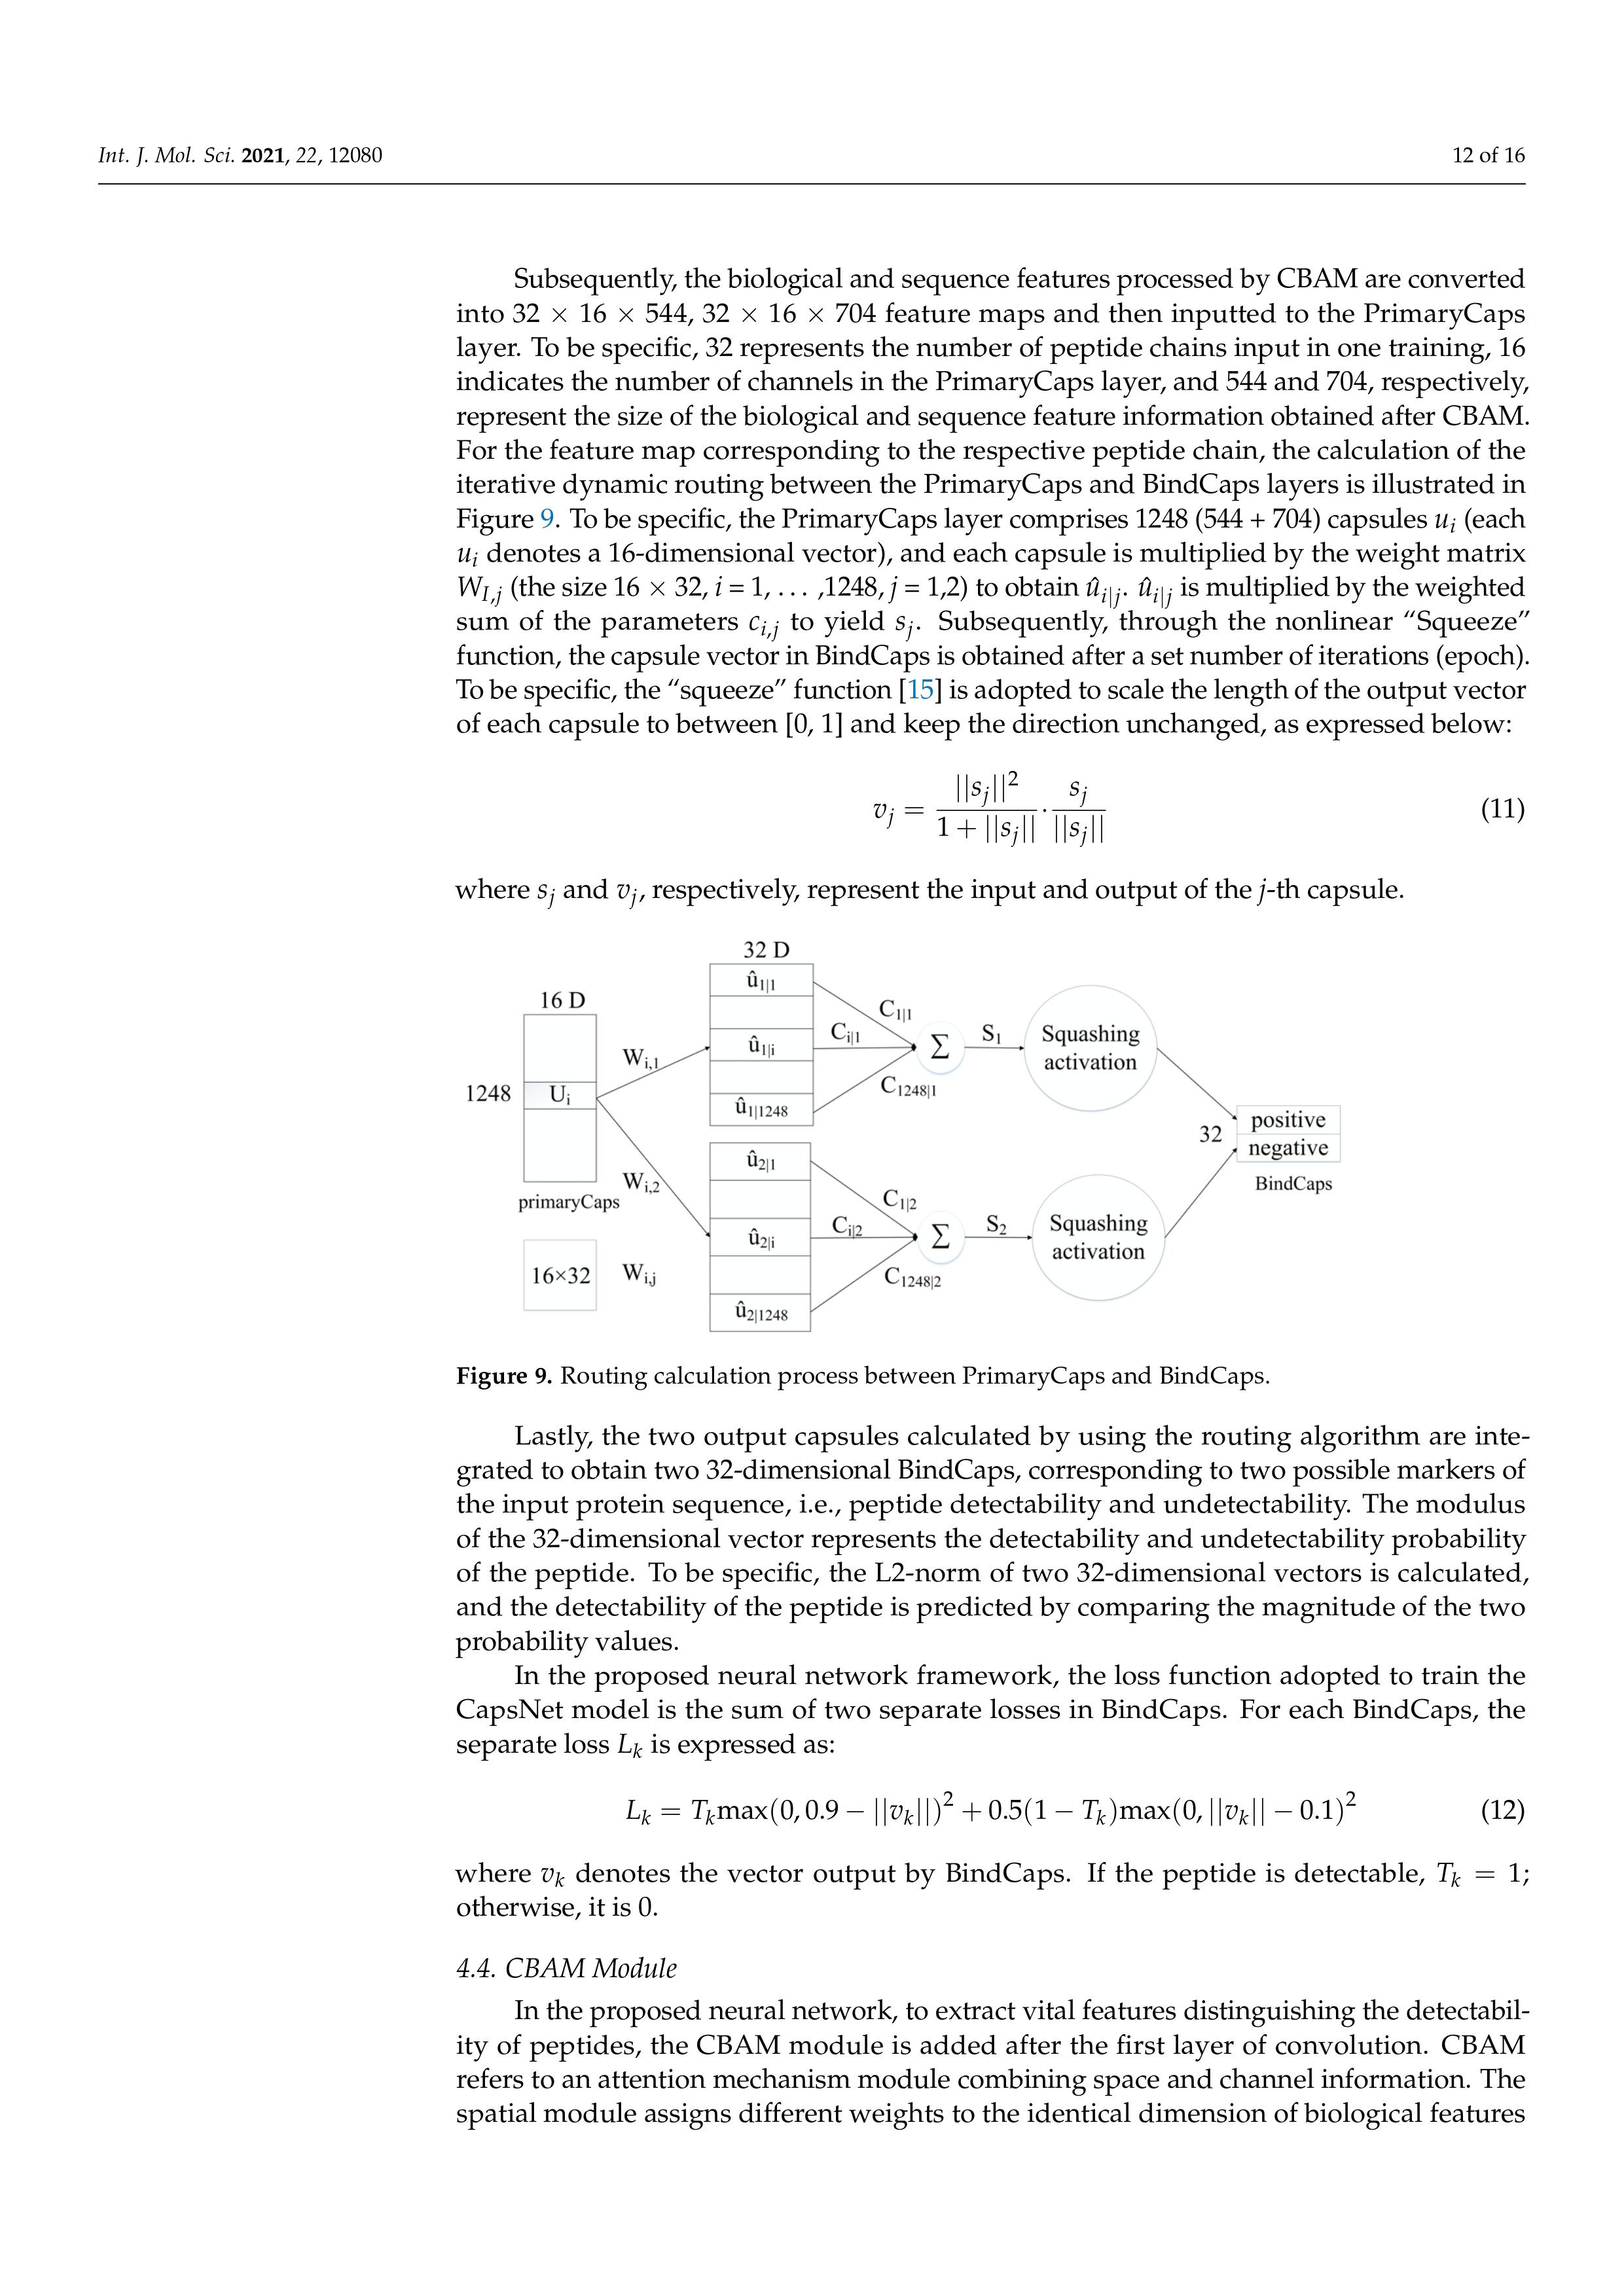 Int. J. Mol. Sci. 2021, 22, 12080
12 of 16
Subsequently, the biological and sequence features processed by CBAM are converted
into 32 × 16 × 544, 32 × 16 × 704 feature maps and then inputted to the PrimaryCaps
layer. To be specific, 32 represents the number of peptide chains input in one training, 16
indicates the number of channels in the PrimaryCaps layer, and 544 and 704, respectively,
represent the size of the biological and sequence feature information obtained after CBAM.
For the feature map corresponding to the respective peptide chain, the calculation of the
iterative dynamic routing between the PrimaryCaps and BindCaps layers is illustrated in
Figure 9. To be specific, the PrimaryCaps layer comprises 1248 (544 + 704) capsules u_i (each
u_i denotes a 16-dimensional vector), and each capsule is multiplied by the weight matrix
W_{I,j} (the size 16 × 32, i = 1, . . . ,1248, j = 1,2) to obtain û_{i|j}. û_{i|j} is multiplied by the weighted
sum of the parameters c_{i,j} to yield s_j. Subsequently, through the nonlinear “Squeeze”
function, the capsule vector in BindCaps is obtained after a set number of iterations (epoch).
To be specific, the “squeeze” function [15] is adopted to scale the length of the output vector
of each capsule to between [0, 1] and keep the direction unchanged, as expressed below:
v_j = ||s_j||^2 / (1 + ||s_j||) · s_j / ||s_j|| (11)
where s_j and v_j, respectively, represent the input and output of the j-th capsule.
16 D
1248
U_i
primaryCaps
16×32
W_{i,j}
W_{i,1}
W_{i,2}
32 D
û_{1|1}
û_{1|i}
û_{1|1248}
û_{2|1}
û_{2|i}
û_{2|1248}
C_{1|1}
C_{i|1}
C_{1248|1}
C_{1|2}
C_{i|2}
C_{1248|2}
Σ
S_1
Squashing
activation
Σ
S_2
Squashing
activation
32
positive
negative
BindCaps
Figure 9. Routing calculation process between PrimaryCaps and BindCaps.
Lastly, the two output capsules calculated by using the routing algorithm are inte-
grated to obtain two 32-dimensional BindCaps, corresponding to two possible markers of
the input protein sequence, i.e., peptide detectability and undetectability. The modulus
of the 32-dimensional vector represents the detectability and undetectability probability
of the peptide. To be specific, the L2-norm of two 32-dimensional vectors is calculated,
and the detectability of the peptide is predicted by comparing the magnitude of the two
probability values.
In the proposed neural network framework, the loss function adopted to train the
CapsNet model is the sum of two separate losses in BindCaps. For each BindCaps, the
separate loss L_k is expressed as:
L_k = T_k max(0, 0.9 − ||v_k||)^2 + 0.5(1 − T_k)max(0, ||v_k|| − 0.1)^2 (12)
where v_k denotes the vector output by BindCaps. If the peptide is detectable, T_k = 1;
otherwise, it is 0.
4.4. CBAM Module
In the proposed neural network, to extract vital features distinguishing the detectabil-
ity of peptides, the CBAM module is added after the first layer of convolution. CBAM
refers to an attention mechanism module combining space and channel information. The
spatial module assigns different weights to the identical dimension of biological features